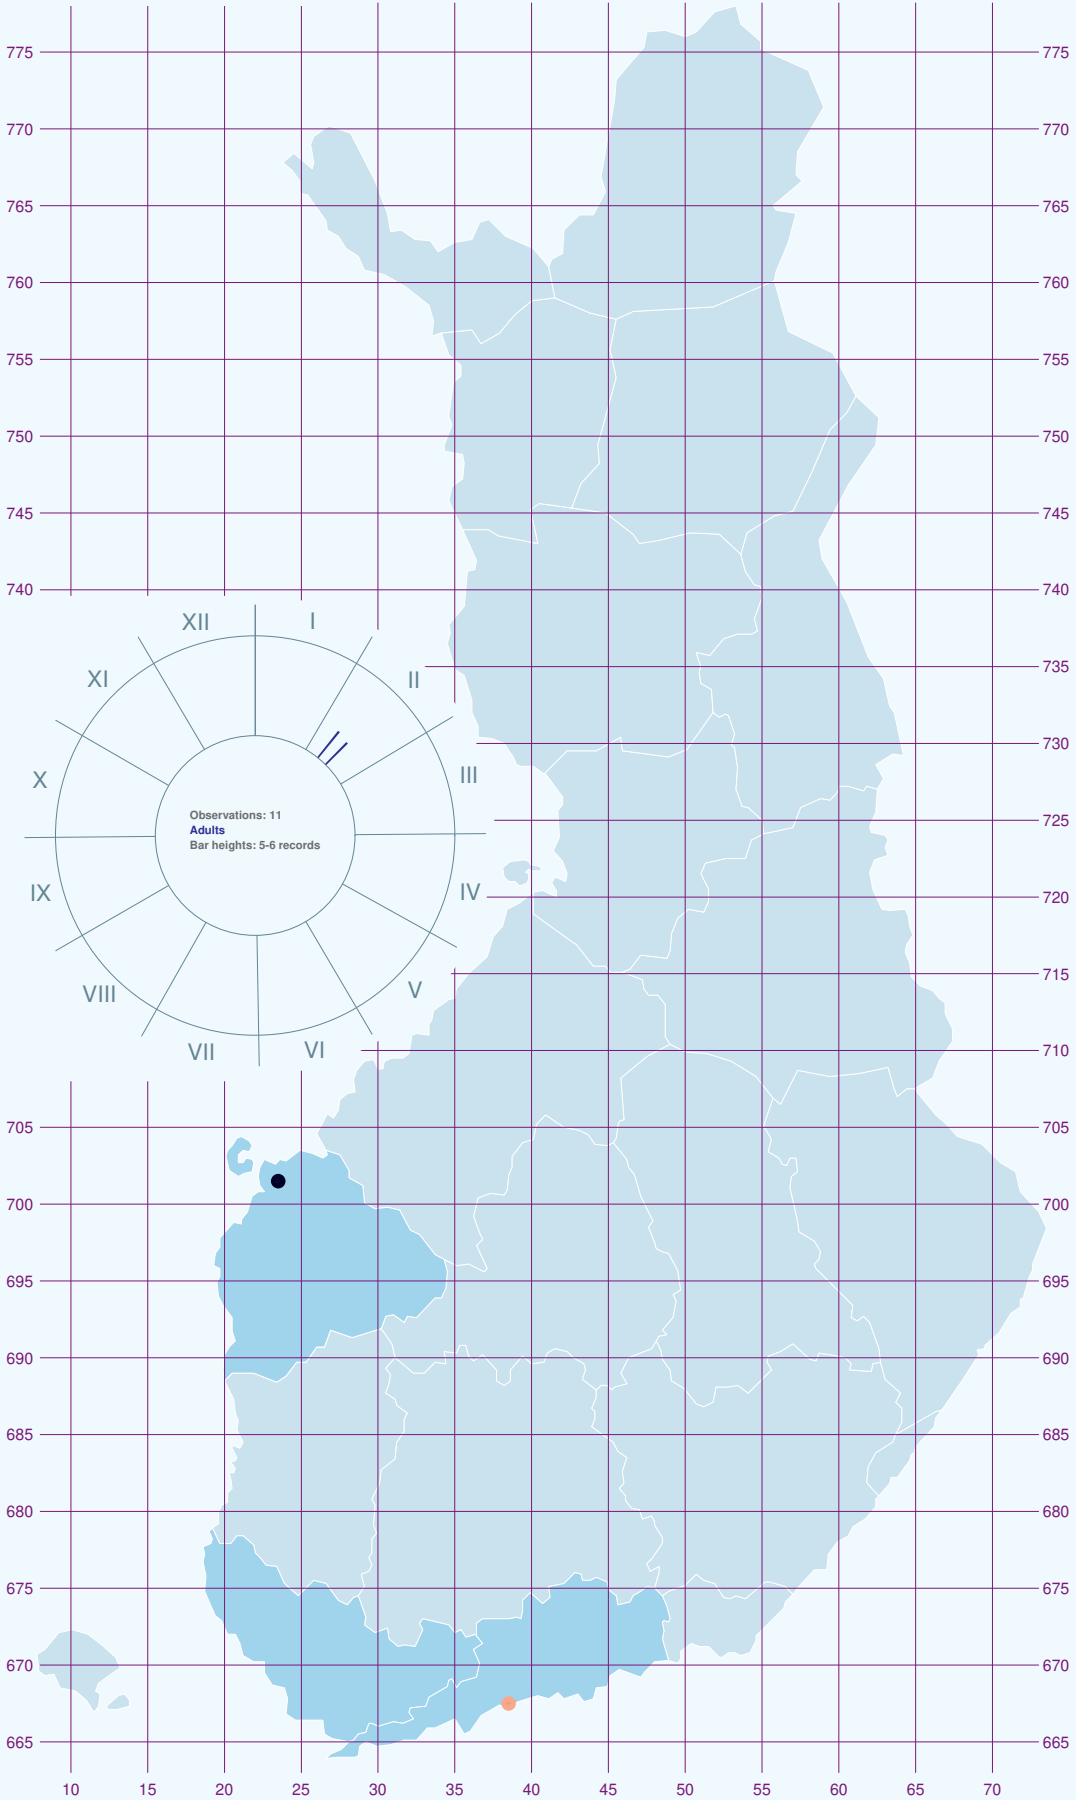 775 775
770 770
765 765
760 760
755 755
750 750
745 745
740 740
XII I
735
XI II
730
X III
Observations: 11
725
Adults
Bar heights: 5-6 records
IX IV
720
715
VIII V
710
VII VI
705 705
700 700
695 695
690 690
685 685
680 680
675 675
670 670
665 665
10 15 20 25 30 35 40 45 50 55 60 65 70